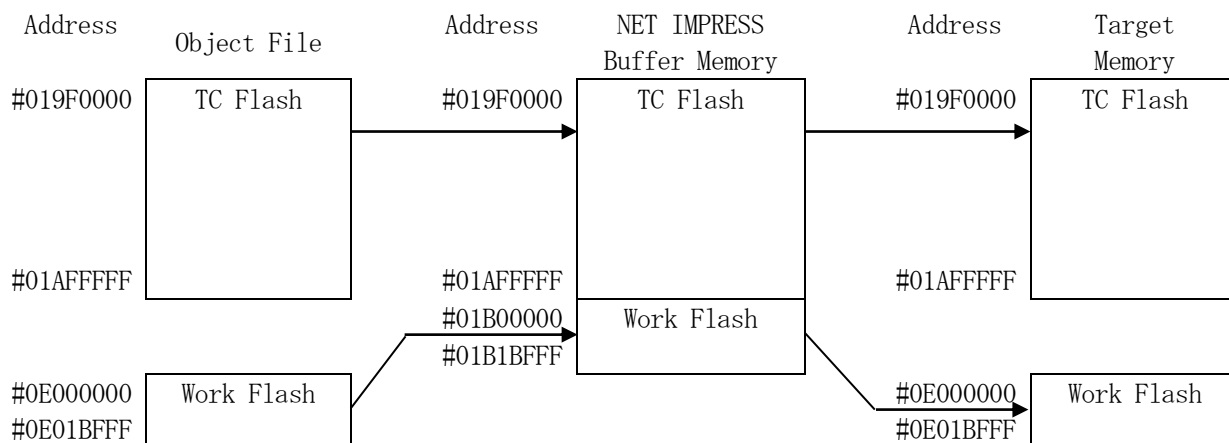 Address Object File Address NET IMPRESS Buffer Memory Address Target Memory
#019F0000 TC Flash #019F0000 TC Flash #019F0000 TC Flash
#01AFFFFF #01AFFFFF #01AFFFFF
#01B00000 Work Flash
#01B1BFFF
#0E000000 Work Flash #0E000000 Work Flash
#0E01BFFF #0E01BFFF